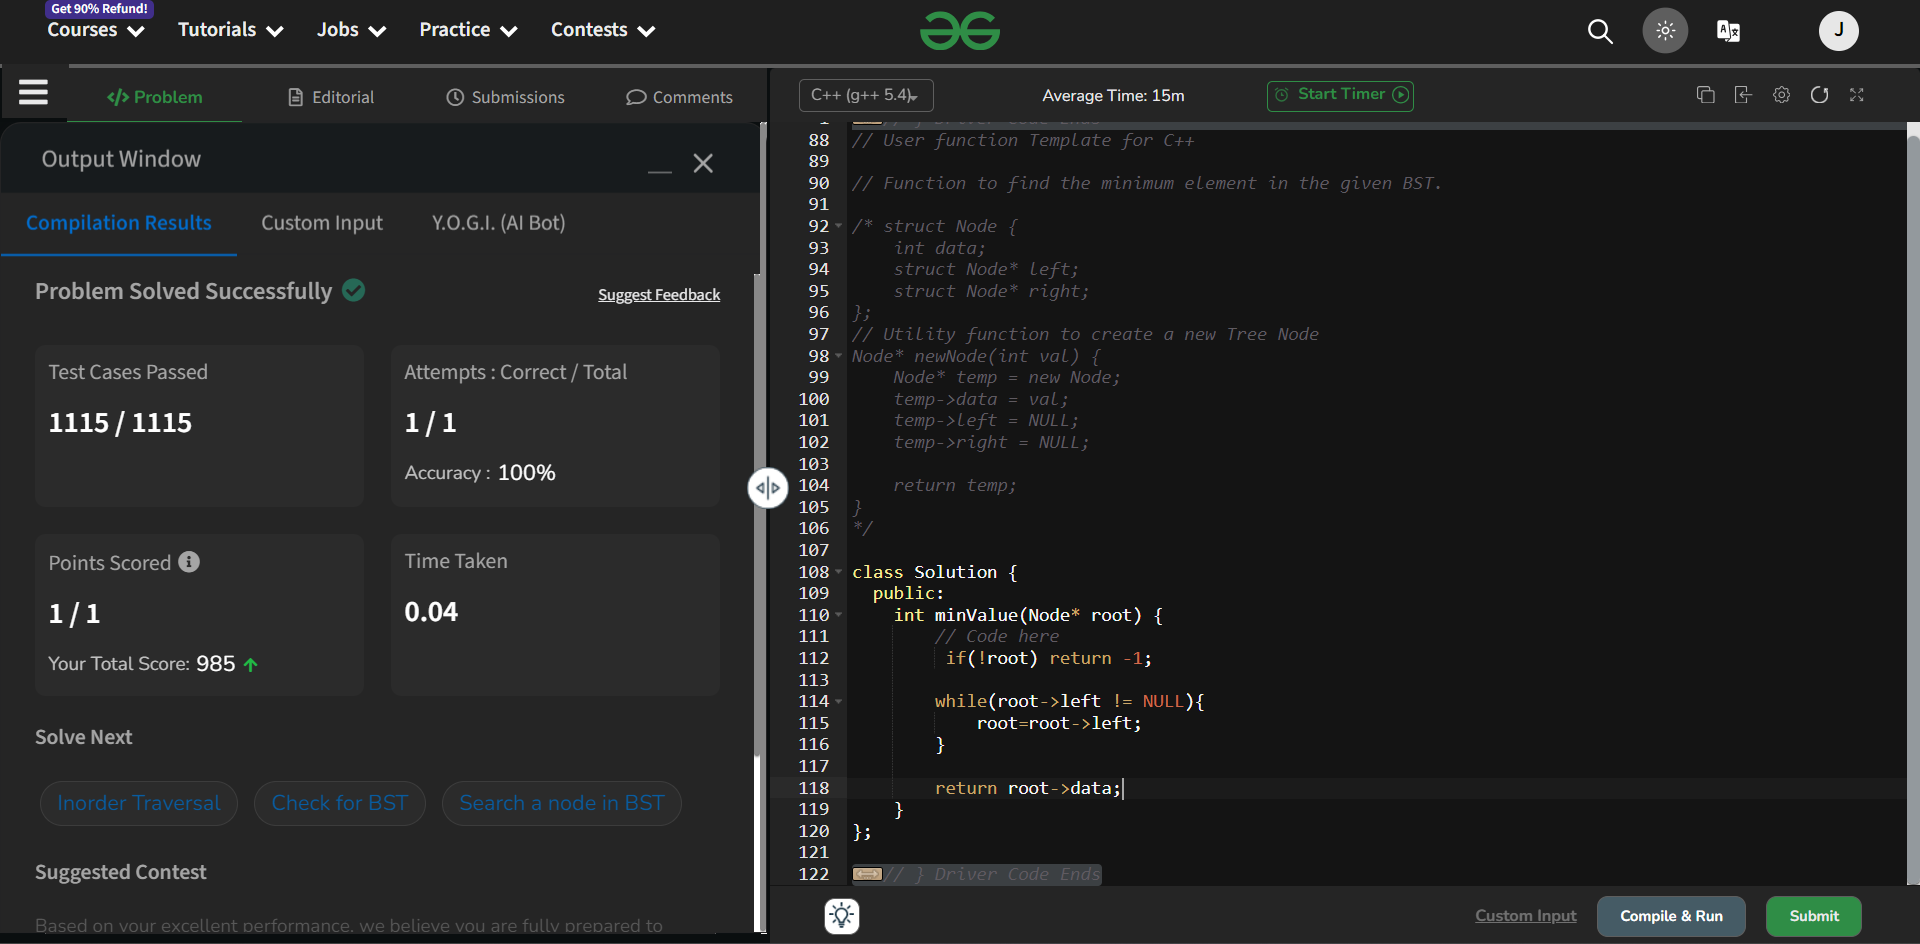 Get 90% Refund!
Courses
Tutorials
Jobs
Practice
Contests
J
Problem
Editorial
Submissions
Comments
C++ (g++ 5.4)
Average Time: 15m
Start Timer
Output Window
Compilation Results
Custom Input
Y.O.G.I. (AI Bot)
Problem Solved Successfully
Suggest Feedback
Test Cases Passed
1115 / 1115
Attempts : Correct / Total
1 / 1
Accuracy : 100%
Points Scored
1 / 1
Your Total Score: 985
Time Taken
0.04
Solve Next
Inorder Traversal
Check for BST
Search a node in BST
Suggested Contest
Based on your excellent performance, we believe you are fully prepared to
1 // } Driver Code Ends
88 // User function Template for C++
89
90 // Function to find the minimum element in the given BST.
91
92 /* struct Node {
93 int data;
94 struct Node* left;
95 struct Node* right;
96 };
97 // Utility function to create a new Tree Node
98 Node* newNode(int val) {
99 Node* temp = new Node;
100 temp->data = val;
101 temp->left = NULL;
102 temp->right = NULL;
103
104 return temp;
105 }
106 */
107
108 class Solution {
109 public:
110 int minValue(Node* root) {
111 // Code here
112 if(!root) return -1;
113
114 while(root->left != NULL){
115 root=root->left;
116 }
117
118 return root->data;
119 }
120 };
121
122 // } Driver Code Ends
Custom Input
Compile & Run
Submit